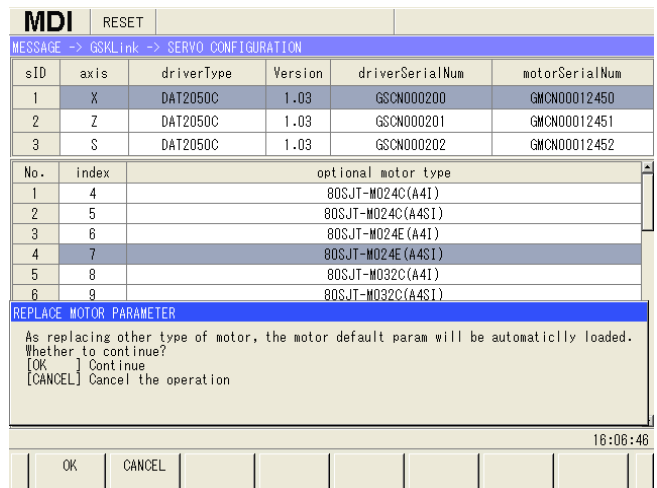 MDI RESET
MESSAGE -> GSKLink -> SERVO CONFIGURATION
sID axis driverType Version driverSerialNum motorSerialNum
1 X DAT2050C 1.03 GSCN000200 GMCN00012450
2 Z DAT2050C 1.03 GSCN000201 GMCN00012451
3 S DAT2050C 1.03 GSCN000202 GMCN00012452
No. index optional motor type
1 4 80SJT-M024C(A4I)
2 5 80SJT-M024C(A4SI)
3 6 80SJT-M024E(A4I)
4 7 80SJT-M024E(A4SI)
5 8 80SJT-M032C(A4I)
6 9 80SJT-M032C(A4SI)
REPLACE MOTOR PARAMETER
As replacing other type of motor, the motor default param will be automaticlly loaded.
Whether to continue?
[OK ] Continue
[CANCEL] Cancel the operation
16:06:46
OK CANCEL